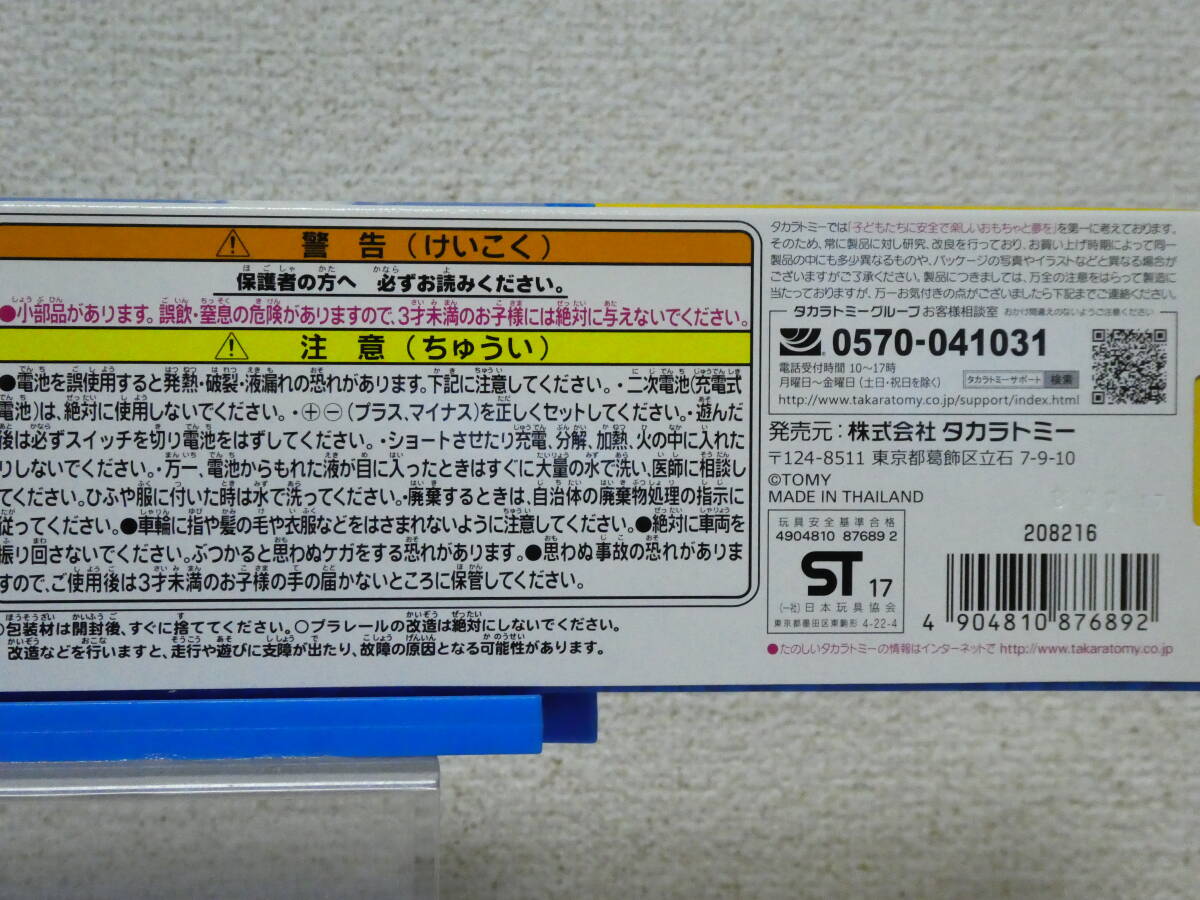 警告(けいこく)
保護者の方へ 必ずお読みください。
●小部品があります。誤飲・窒息の危険がありますので、3才未満のお子様には絶対に与えないでください。
注意(ちゅうい)
●電池を誤使用すると発熱・破裂・液漏れの恐れがあります。下記に注意してください。・二次電池(充電式
電池)は、絶対に使用しないでください。・⊕⊖(プラス、マイナス)を正しくセットしてください。・遊んだ
後は必ずスイッチを切り電池をはずしてください。・ショートさせたり充電、分解、加熱、火の中に入れた
りしないでください。・万一、電池からもれた液が目に入ったときはすぐに大量の水で洗い、医師に相談し
てください。ひふや服に付いた時は水で洗ってください。・廃棄するときは、自治体の廃棄物処理の指示に
従ってください。●車輪に指や髪の毛や衣服などをはさまれないように注意してください。●絶対に車両を
振り回さないでください。ぶつかると思わぬケガをする恐れがあります。●思わぬ事故の恐れがありま
すので、ご使用後は3才未満のお子様の手の届かないところに保管してください。
○包装材は開封後、すぐに捨ててください。○プラレールの改造は絶対にしないでください。
改造などを行いますと、走行や遊びに支障が出たり、故障の原因となる可能性があります。
タカラトミーでは「子どもたちに安全で楽しいおもちゃと夢を」を第一に考えております。
そのため、常に製品に対し研究、改良を行っており、お買い上げ時期によって同一
製品の中にも多少異なるものや、パッケージの写真やイラストなどと異なる場合が
ございますがご了承ください。製品につきましては、万全の注意をはらって製造に
当たっておりますが、万一お気付きの点がございましたら下記までご連絡ください。
タカラトミーグループお客様相談室 おかけ間違えのないようご注意ください
0570-041031
電話受付時間 10〜17時
月曜日〜金曜日(土日・祝日を除く)
タカラトミーサポート 検索
http://www.takaratomy.co.jp/support/index.html
発売元:株式会社 タカラトミー
〒124-8511 東京都葛飾区立石 7-9-10
©TOMY
MADE IN THAILAND
玩具安全基準合格
4904810 87689 2
ST 17
(一社)日本玩具協会
東京都墨田区東駒形 4-22-4
208216
4 904810 876892
●たのしいタカラトミーの情報はインターネットで http://www.takaratomy.co.jp